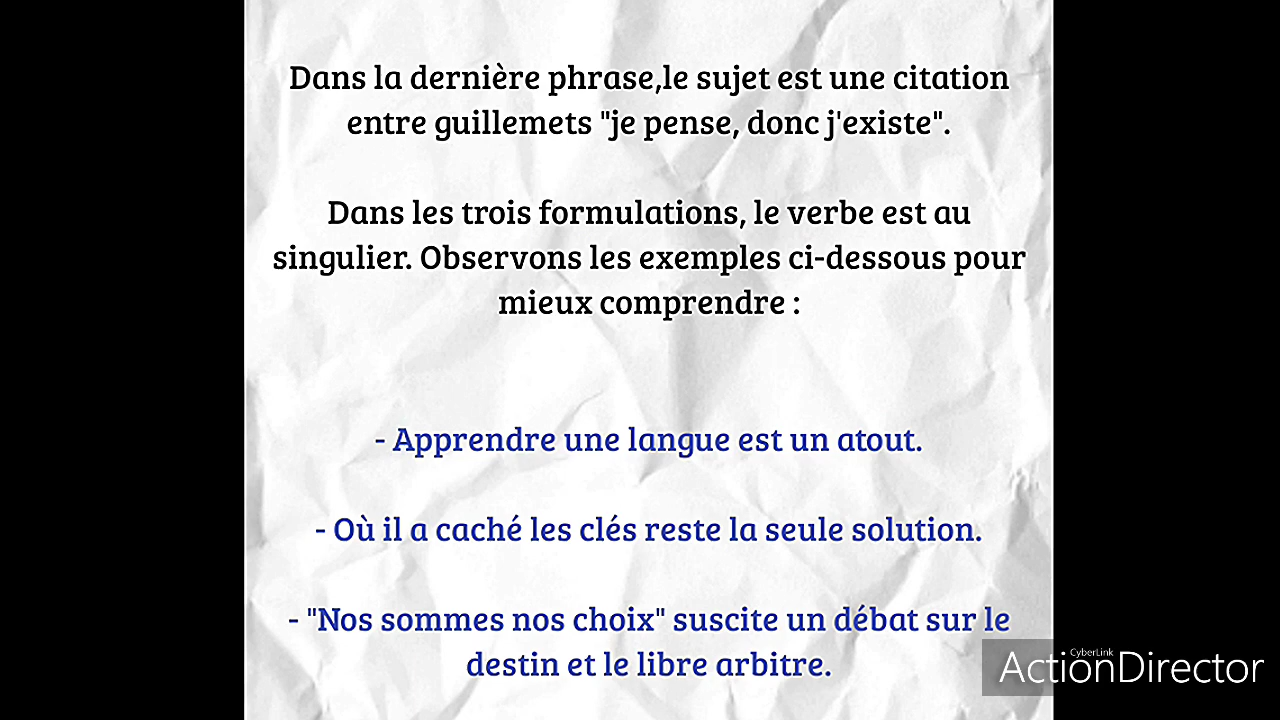 Dans la dernière phrase,le sujet est une citation
entre guillemets "je pense, donc j'existe".
Dans les trois formulations, le verbe est au
singulier. Observons les exemples ci-dessous pour
mieux comprendre :
- Apprendre une langue est un atout.
- Où il a caché les clés reste la seule solution.
- "Nos sommes nos choix" suscite un débat sur le
destin et le libre arbitre.
CyberLink
ActionDirector